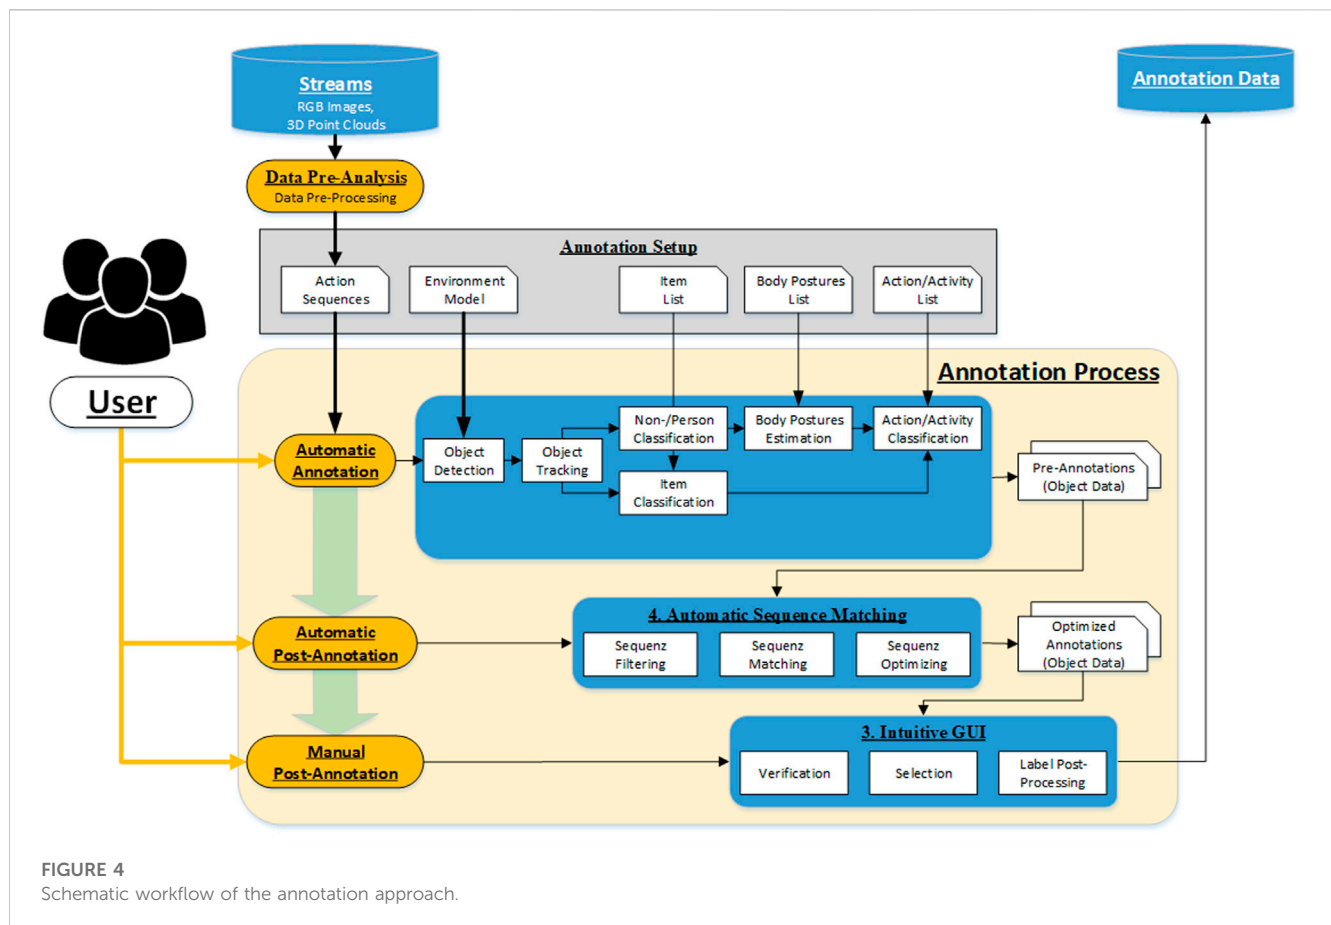 Streams
RGB Images,
3D Point Clouds
Annotation Data
Data Pre-Analysis
Data Pre-Processing
Annotation Setup
Action
Sequences
Environment
Model
Item
List
Body Postures
List
Action/Activity
List
User
Annotation Process
Automatic
Annotation
Object
Detection
Object
Tracking
Non-/Person
Classification
Body Postures
Estimation
Action/Activity
Classification
Item
Classification
Pre-Annotations
(Object Data)
Automatic
Post-Annotation
4. Automatic Sequence Matching
Sequenz
Filtering
Sequenz
Matching
Sequenz
Optimizing
Optimized
Annotations
(Object Data)
Manual
Post-Annotation
3. Intuitive GUI
Verification
Selection
Label Post-
Processing
FIGURE 4
Schematic workflow of the annotation approach.